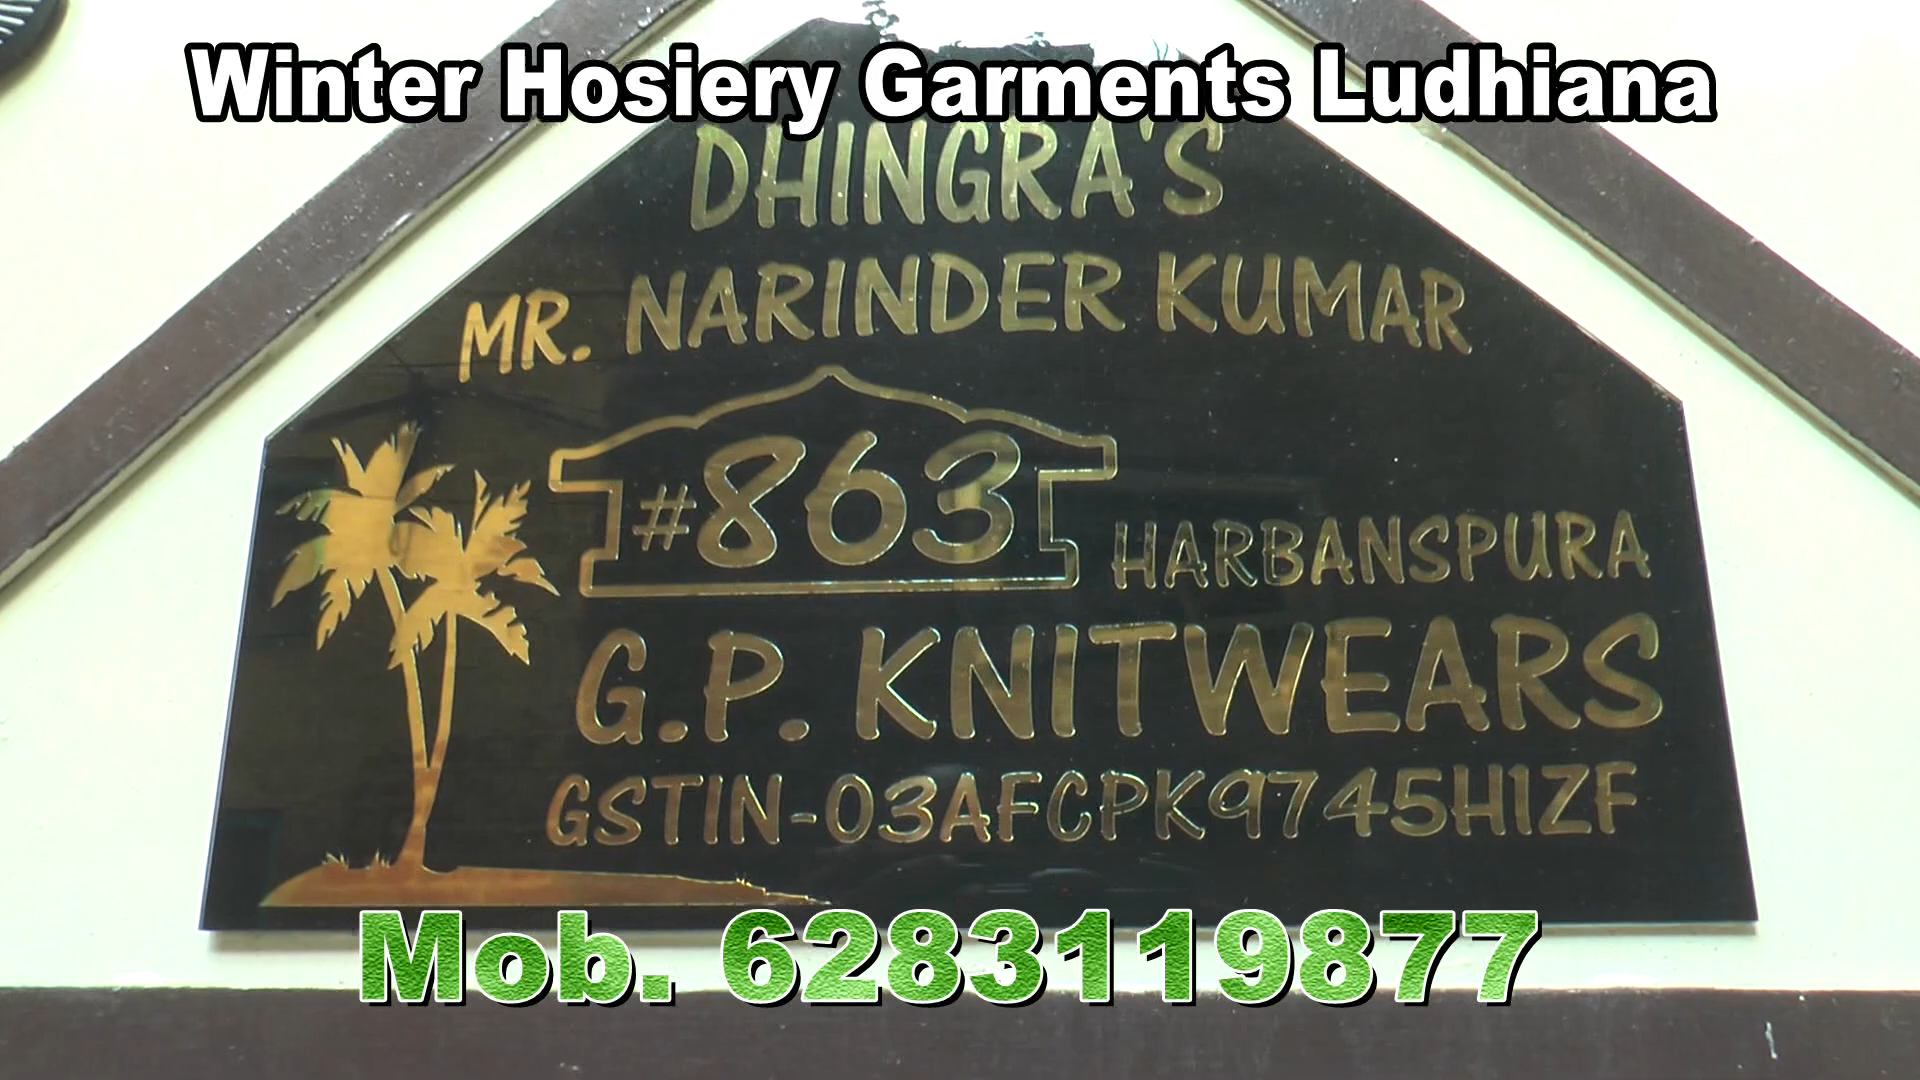 Winter Hosiery Garments Ludhiana
DHINGRA'S
MR. NARINDER KUMAR
#863
HARBANSPURA
G.P. KNITWEARS
GSTIN-03AFCPK9745H1ZF
Mob. 6283119877